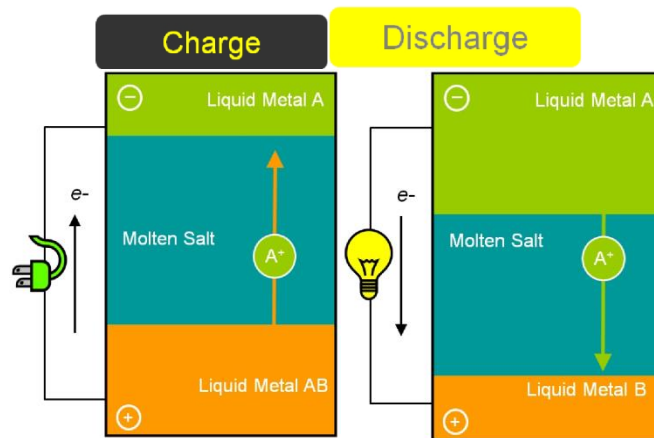 Charge
Discharge
−
Liquid Metal A
e-
Molten Salt
A⁺
Liquid Metal AB
+
−
Liquid Metal A
e-
Molten Salt
A⁺
Liquid Metal B
+